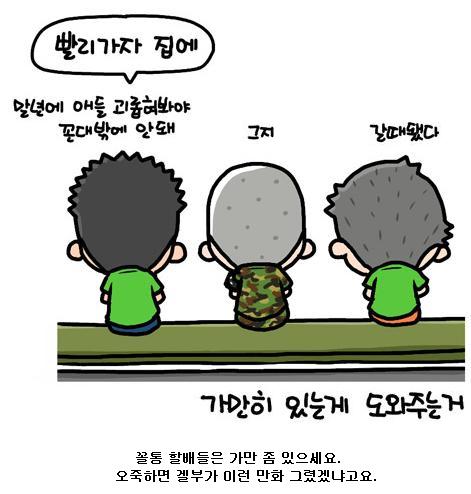 빨리가자 집에
말년에 애들 괴롭혀봐야
꼰대밖에 안돼
그지
갈때됐다
가만히 있는게 도와주는거
꼴통 할배들은 가만 좀 있으세요.
오죽하면 겔부가 이런 만화 그렸겠냐고요.